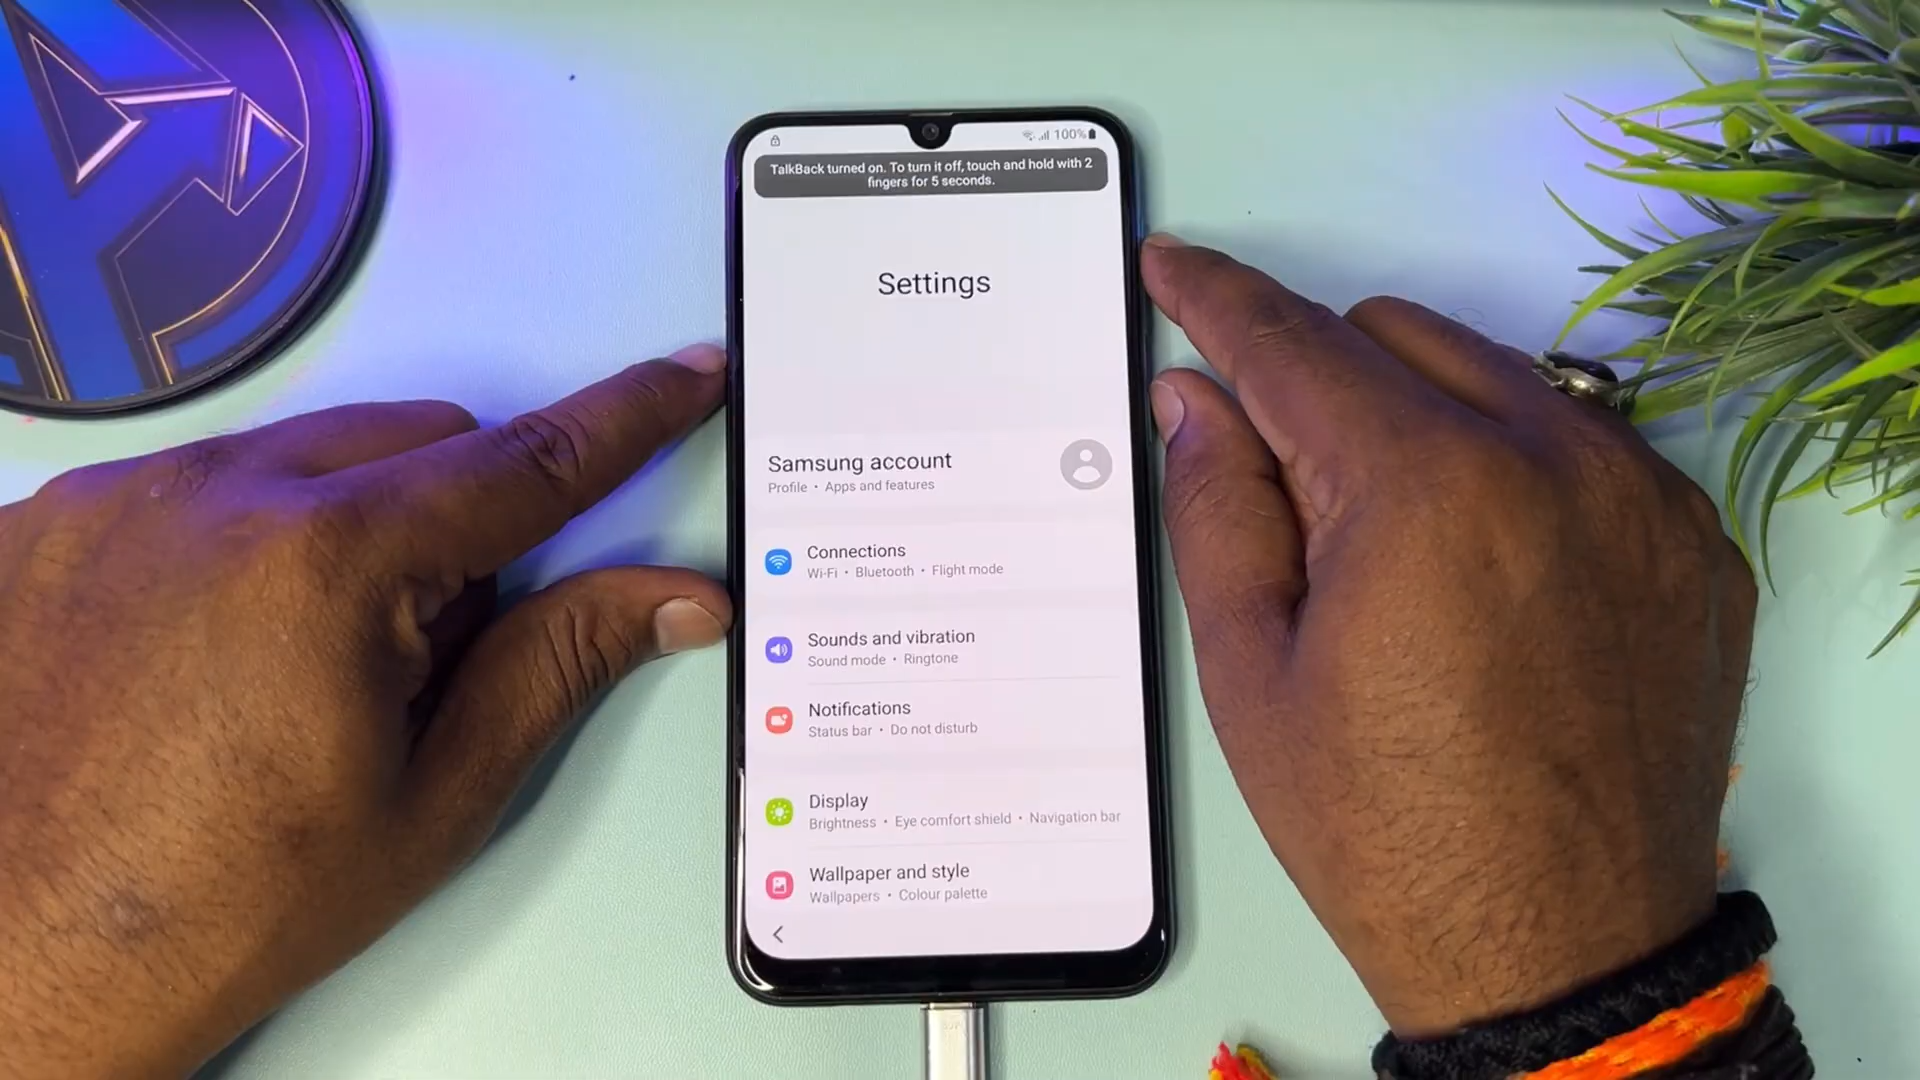 100%
TalkBack turned on. To turn it off, touch and hold with 2
fingers for 5 seconds.
Settings
Samsung account
Profile • Apps and features
Connections
Wi-Fi • Bluetooth • Flight mode
Sounds and vibration
Sound mode • Ringtone
Notifications
Status bar • Do not disturb
Display
Brightness • Eye comfort shield • Navigation bar
Wallpaper and style
Wallpapers • Colour palette